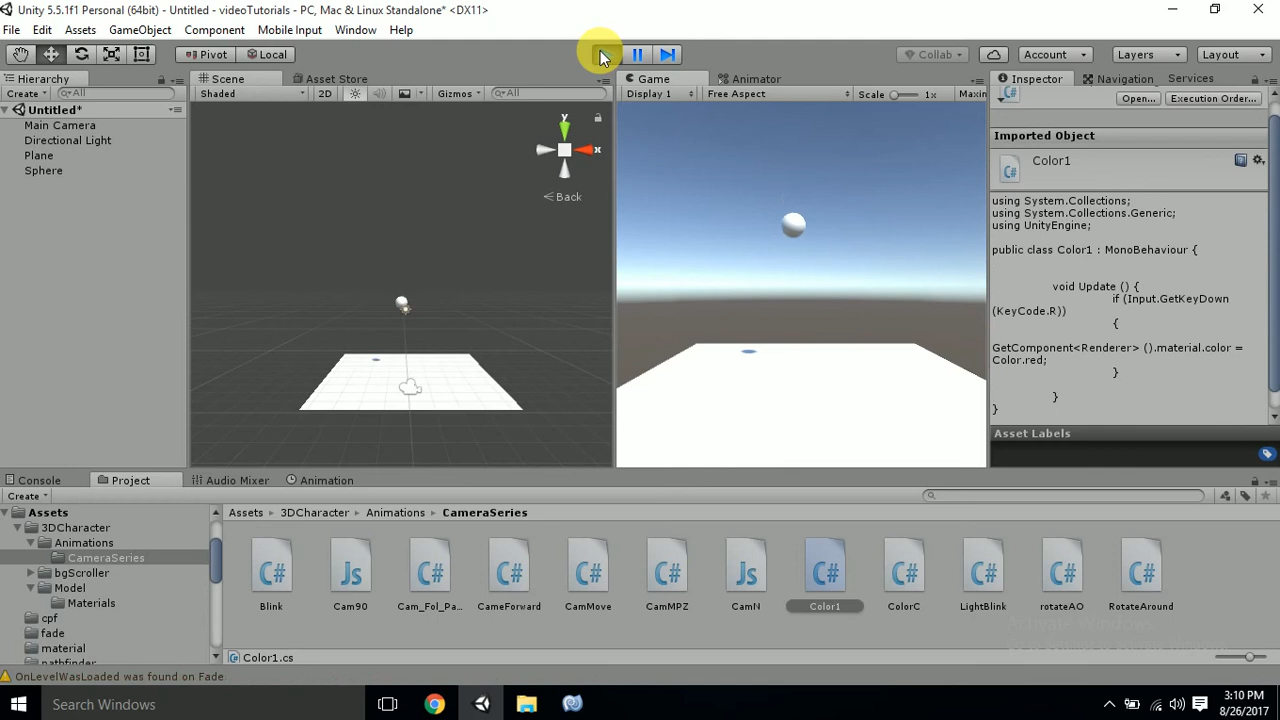 Unity 5.5.1f1 Personal (64bit) - Untitled - videoTutorials - PC, Mac & Linux Standalone* <DX11>
File Edit Assets GameObject Component Mobile Input Window Help
Pivot Local Collab Account Layers Layout
Hierarchy Scene Asset Store Game Animator Inspector Navigation Services
Create All Shaded 2D Gizmos All Display 1 Free Aspect Scale 1x Maxin Open... Execution Order...
Untitled*
Main Camera
Directional Light
Plane
Sphere
y
x
Back
Imported Object
Color1
using System.Collections;
using System.Collections.Generic;
using UnityEngine;
public class Color1 : MonoBehaviour {
void Update () {
if (Input.GetKeyDown
(KeyCode.R))
{
GetComponent<Renderer> ().material.color =
Color.red;
}
}
}
Asset Labels
Console Project Audio Mixer Animation
Create
Assets
3DCharacter
Animations
CameraSeries
bgScroller
Model
Materials
cpf
fade
material
pathfinder
Assets 3DCharacter Animations CameraSeries
C# Js C# C# C# C# Js C# C# C# C# C#
Blink Cam90 Cam_Fol_Pa... CameForward CamMove CamMPZ CamN Color1 ColorC LightBlink rotateAO RotateAround
Activate Windows
Color1.cs
OnLevelWasLoaded was found on Fade
Search Windows
3:10 PM
8/26/2017